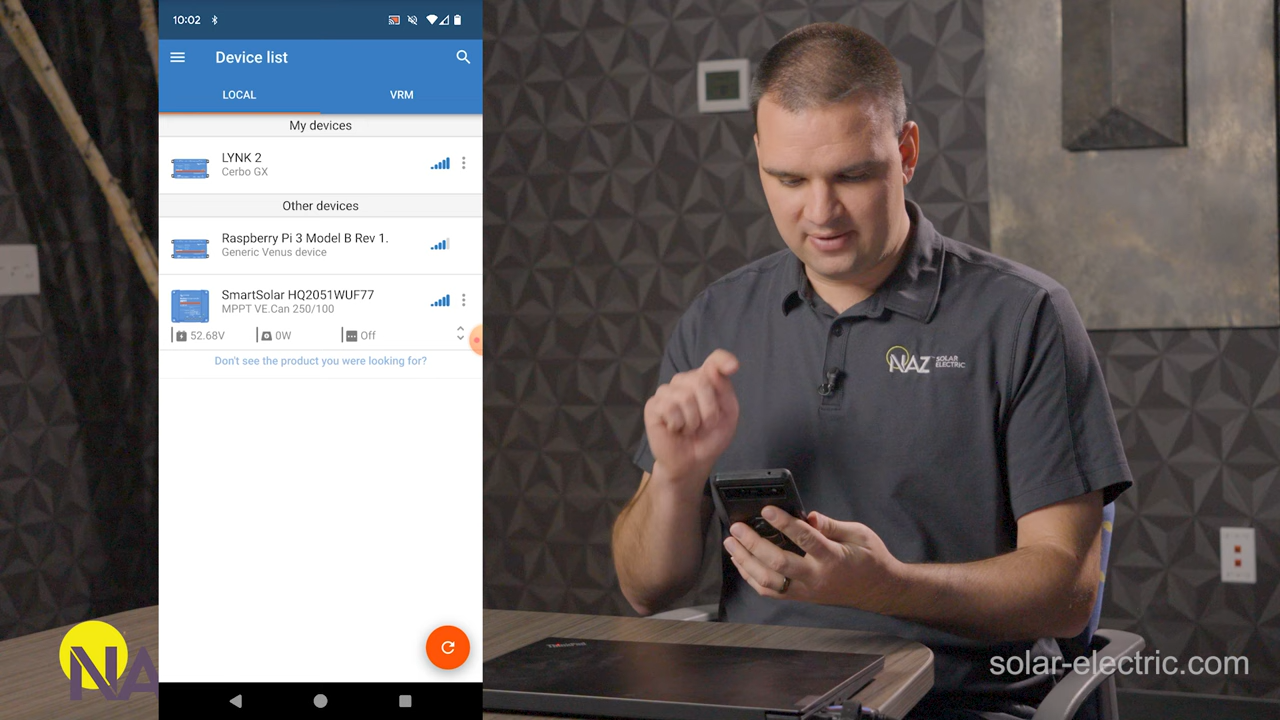 10:02
Device list
LOCAL
VRM
My devices
LYNK 2
Cerbo GX
Other devices
Raspberry Pi 3 Model B Rev 1.
Generic Venus device
SmartSolar HQ2051WUF77
MPPT VE.Can 250/100
52.68V
0W
Off
Don't see the product you were looking for?
NAZ SOLAR
ELECTRIC
ThinkPad
NA
solar-electric.com